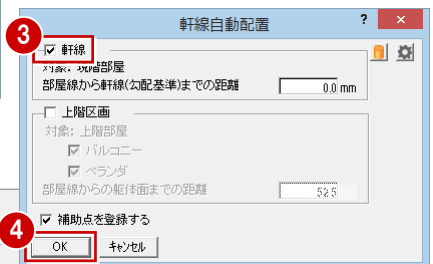 軒線自動配置
?
×
3
軒線
対象: 現階部屋
部屋線から軒線(勾配基準)までの距離 0.0 mm
上階区画
対象: 上階部屋
バルコニー
ベランダ
部屋線からの躯体面までの距離 52.5
補助点を登録する
4
OK キャンセル